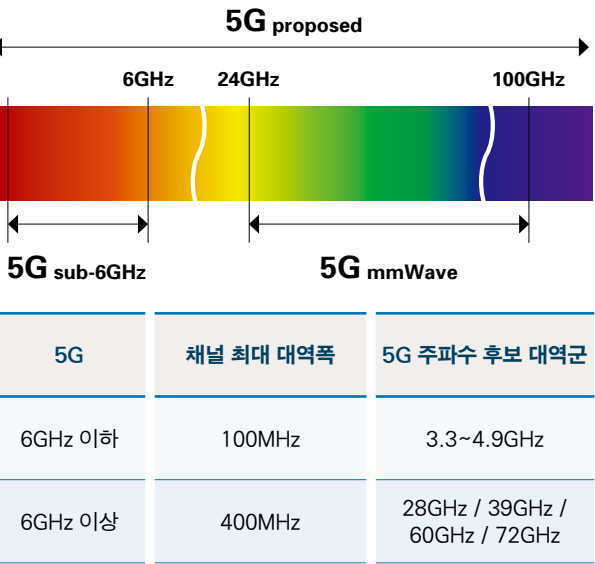 5G proposed
6GHz 24GHz 100GHz
5G sub-6GHz 5G mmWave
5G 채널 최대 대역폭 5G 주파수 후보 대역군
6GHz 이하 100MHz 3.3~4.9GHz
6GHz 이상 400MHz 28GHz / 39GHz /
60GHz / 72GHz